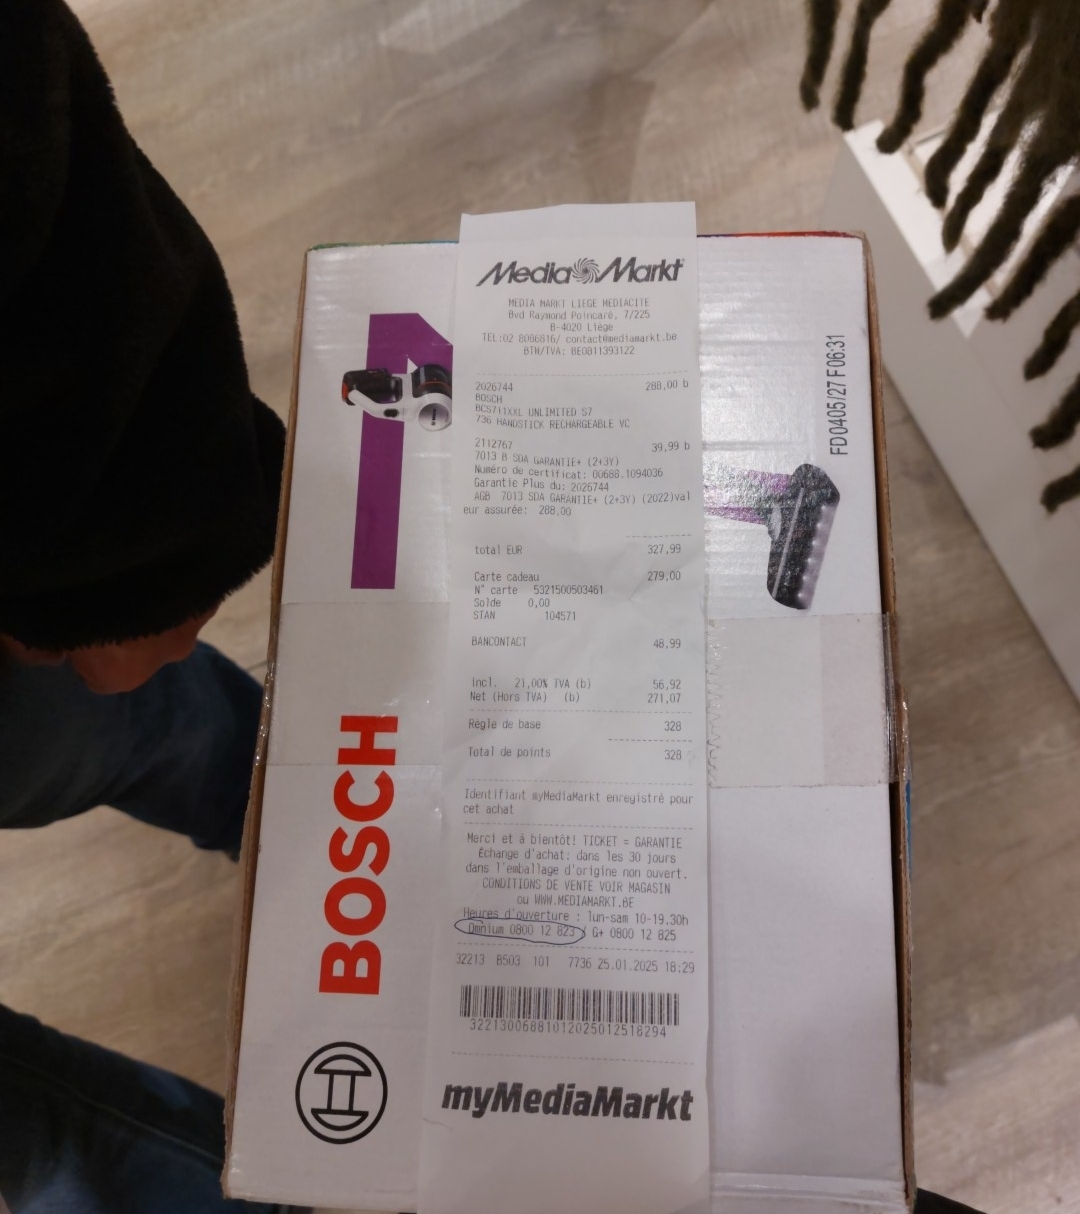 Media Markt
MEDIA MARKT LIEGE MEDIACITE
Bvd Raymond Poincaré, 7/225
B-4020 Liège
TEL:02 8086816/ contact@mediamarkt.be
BTW/TVA: BE0811393122
2026744 288,00 b
BOSCH
BCS711XXL UNLIMITED S7
736 HANDSTICK RECHARGEABLE VC
2112767 39,99 b
7013 B SDA GARANTIE+ (2+3Y)
Numéro de certificat: 00688.1094036
Garantie Plus du: 2026744
AGB 7013 SDA GARANTIE+ (2+3Y) (2022)val
eur assurée: 288,00
total EUR 327,99
Carte cadeau 279,00
N° carte 5321500503461
Solde 0,00
STAN 104571
BANCONTACT 48,99
Incl. 21,00% TVA (b) 56,92
Net (Hors TVA) (b) 271,07
Règle de base 328
Total de points 328
Identifiant myMediaMarkt enregistré pour
cet achat
Merci et à bientôt! TICKET = GARANTIE
Échange d'achat: dans les 30 jours
dans l'emballage d'origine non ouvert.
CONDITIONS DE VENTE VOIR MAGASIN
ou WWW.MEDIAMARKT.BE
Heures d'ouverture : lun-sam 10-19.30h
Omnium 0800 12 823 / G+ 0800 12 825
32213 B503 101 7736 25.01.2025 18:29
32213006881012025012518294
myMediaMarkt
BOSCH
FD0405/27 F06:31